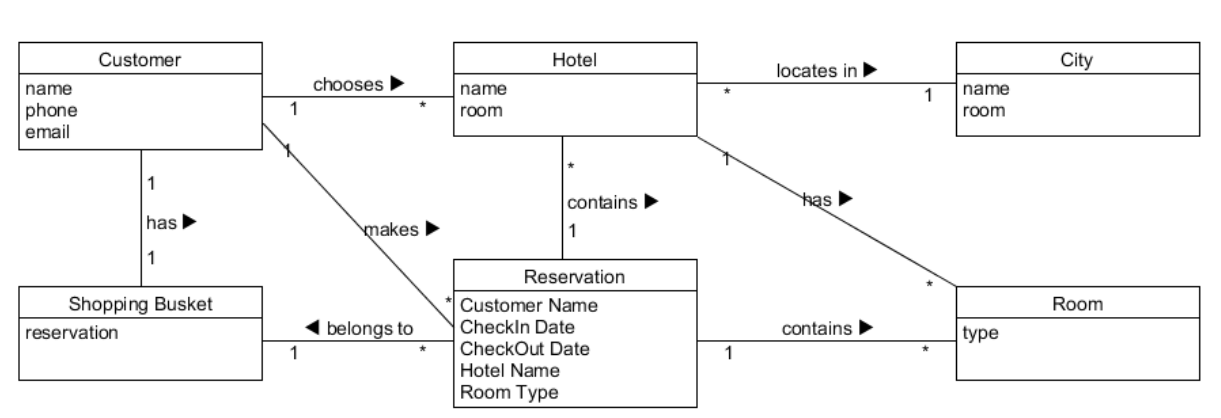 Customer
name
phone
email
chooses ▶
1
*
Hotel
name
room
locates in ▶
*
1
City
name
room
1
has ▶
1
1
makes ▶
*
*
contains ▶
1
1
has ▶
*
Shopping Busket
reservation
◀ belongs to
1
*
Reservation
Customer Name
CheckIn Date
CheckOut Date
Hotel Name
Room Type
contains ▶
1
*
Room
type